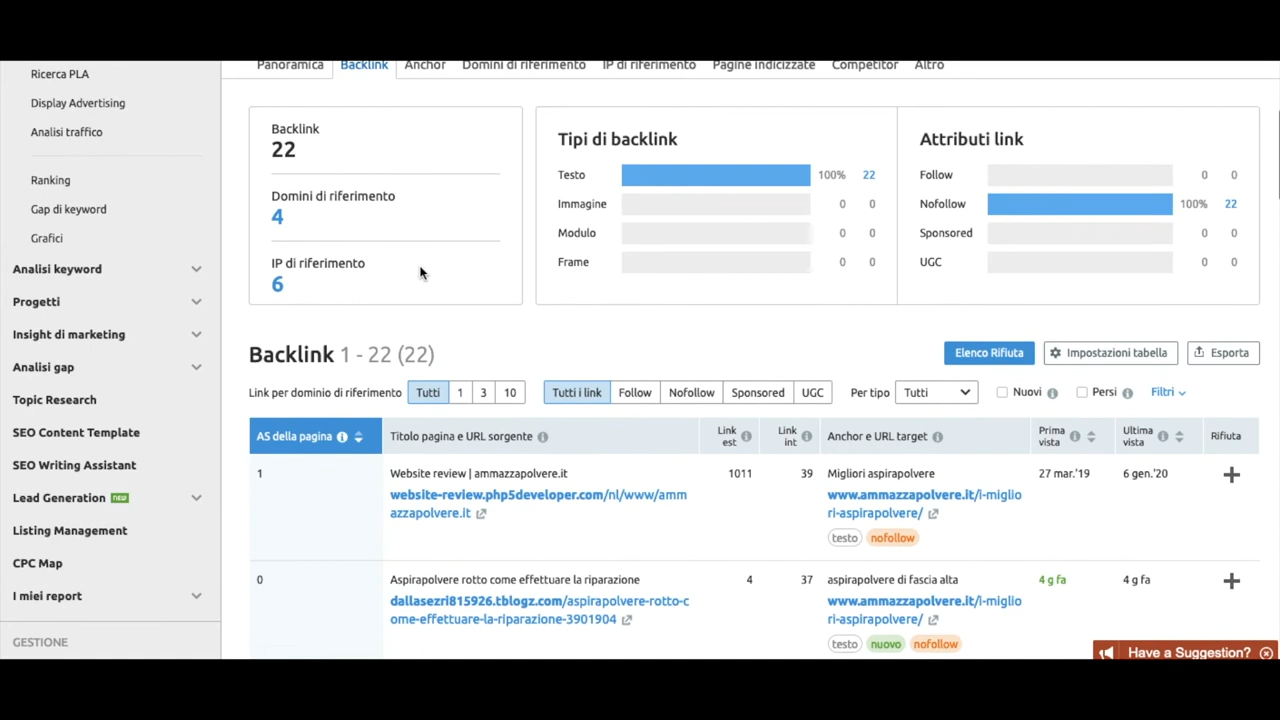 Ricerca PLA
Display Advertising
Analisi traffico
Ranking
Gap di keyword
Grafici
Analisi keyword
Progetti
Insight di marketing
Analisi gap
Topic Research
SEO Content Template
SEO Writing Assistant
Lead Generation NEW
Listing Management
CPC Map
I miei report
GESTIONE
Panoramica Backlink Anchor Domini di riferimento IP di riferimento Pagine indicizzate Competitor Altro
Backlink
22
Domini di riferimento
4
IP di riferimento
6
Tipi di backlink
Testo 100% 22
Immagine 0 0
Modulo 0 0
Frame 0 0
Attributi link
Follow 0 0
Nofollow 100% 22
Sponsored 0 0
UGC 0 0
Backlink 1 - 22 (22)
Elenco Rifiuta Impostazioni tabella Esporta
Link per dominio di riferimento Tutti 1 3 10 Tutti i link Follow Nofollow Sponsored UGC Per tipo Tutti Nuovi Persi Filtri
AS della pagina Titolo pagina e URL sorgente Link est Link int Anchor e URL target Prima vista Ultima vista Rifiuta
1 Website review | ammazzapolvere.it 1011 39 Migliori aspirapolvere 27 mar.'19 6 gen.'20 +
website-review.php5developer.com/nl/www/amm www.ammazzapolvere.it/i-miglio
azzapolvere.it ri-aspirapolvere/
testo nofollow
0 Aspirapolvere rotto come effettuare la riparazione 4 37 aspirapolvere di fascia alta 4 g fa 4 g fa +
dallasezri815926.tblogz.com/aspirapolvere-rotto-c www.ammazzapolvere.it/i-miglio
ome-effettuare-la-riparazione-3901904 ri-aspirapolvere/
testo nuovo nofollow
Have a Suggestion?